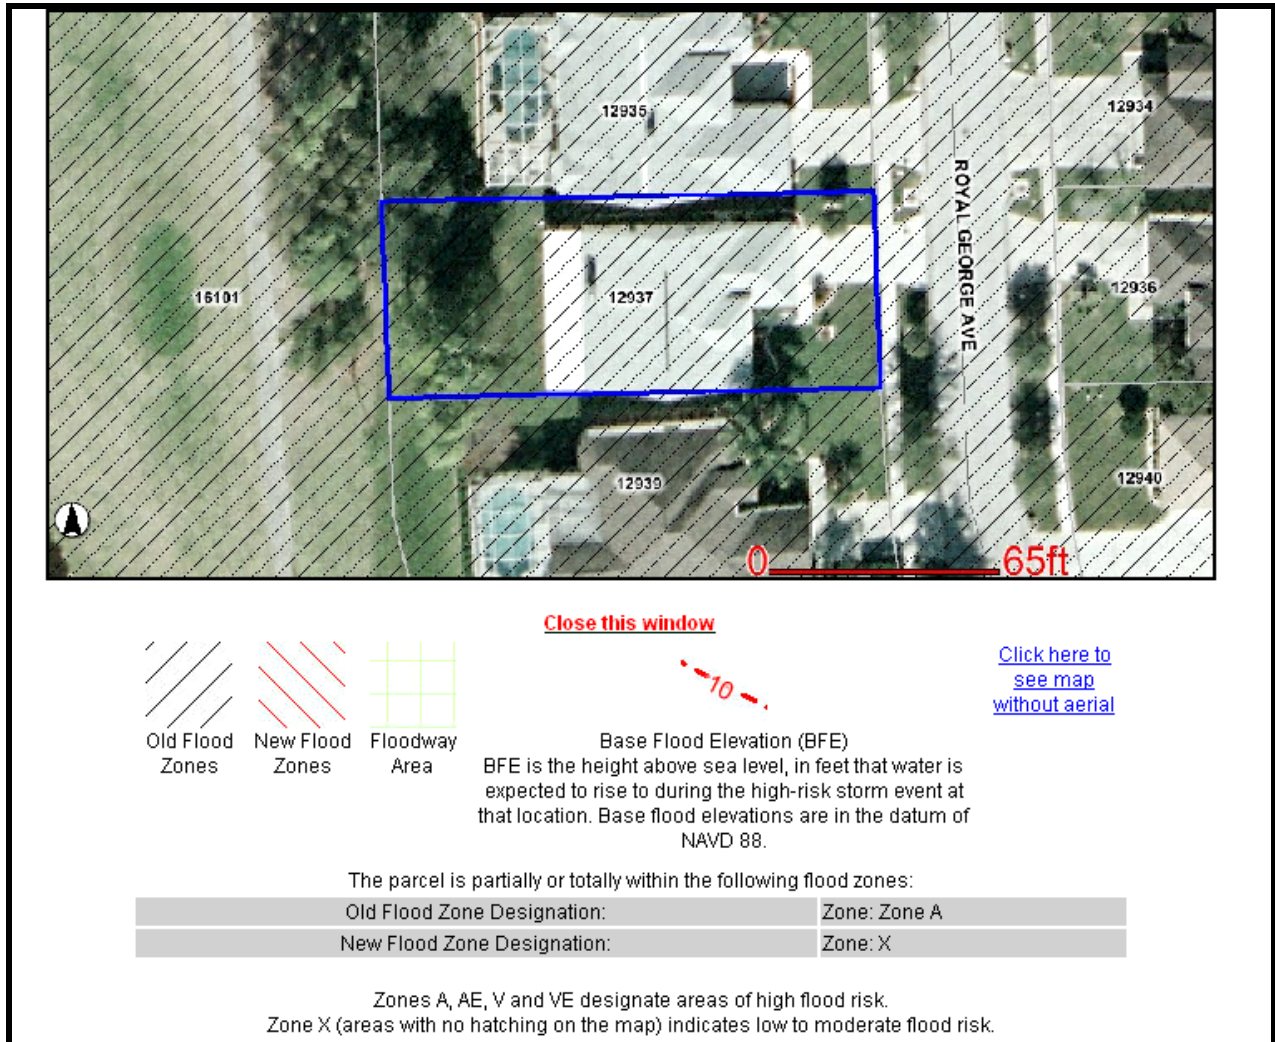 12935
12934
ROYAL GEORGE AVE
16101
12937
12936
12939
12940
0 65ft
Close this window
Click here to
see map
without aerial
10
Old Flood
Zones
New Flood
Zones
Floodway
Area
Base Flood Elevation (BFE)
BFE is the height above sea level, in feet that water is
expected to rise to during the high-risk storm event at
that location. Base flood elevations are in the datum of
NAVD 88.
The parcel is partially or totally within the following flood zones:
Old Flood Zone Designation: Zone: Zone A
New Flood Zone Designation: Zone: X
Zones A, AE, V and VE designate areas of high flood risk.
Zone X (areas with no hatching on the map) indicates low to moderate flood risk.